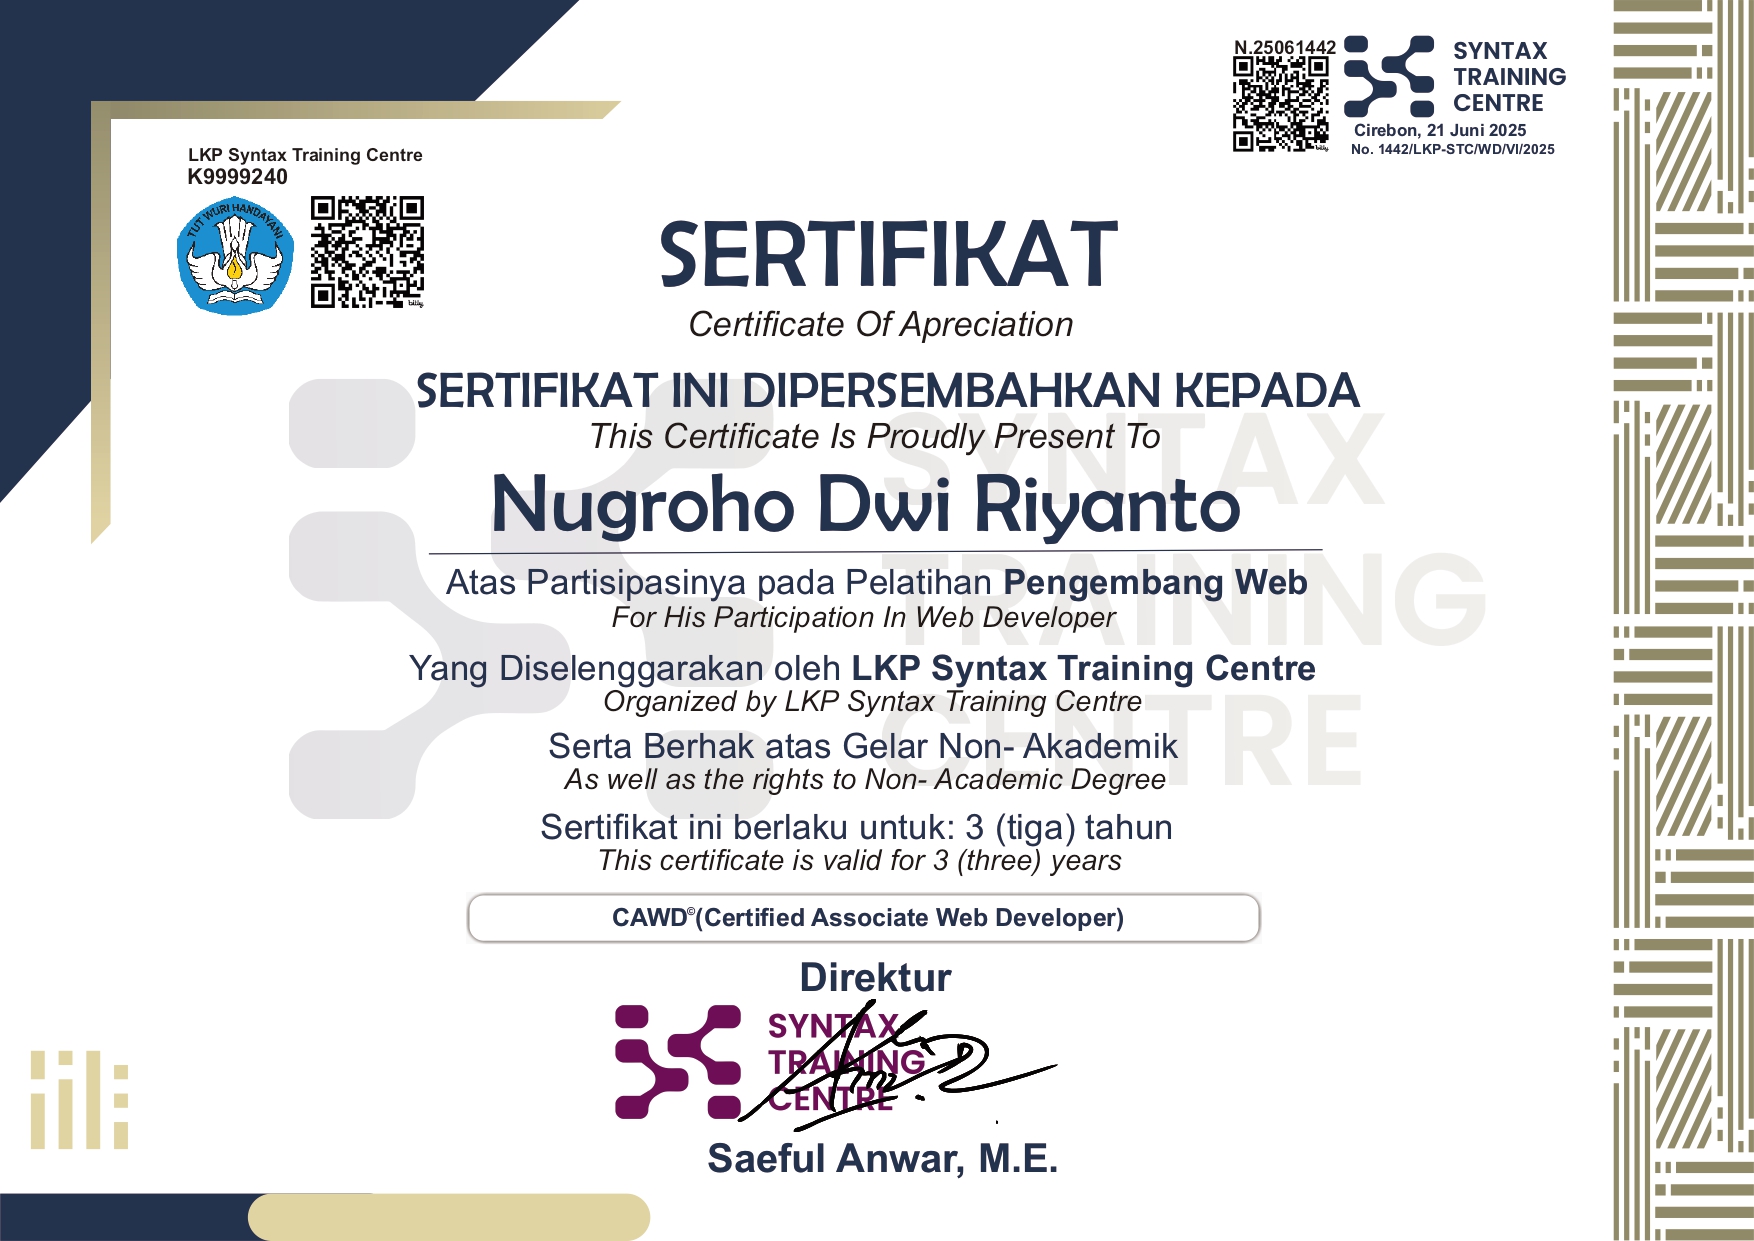 N.25061442
SYNTAX
TRAINING
CENTRE
Cirebon, 21 Juni 2025
No. 1442/LKP-STC/WD/VI/2025
LKP Syntax Training Centre
K9999240
TUT WURI HANDAYANI
bitly
bitly
SERTIFIKAT
Certificate Of Apreciation
SERTIFIKAT INI DIPERSEMBAHKAN KEPADA
This Certificate Is Proudly Present To
Nugroho Dwi Riyanto
Atas Partisipasinya pada Pelatihan Pengembang Web
For His Participation In Web Developer
Yang Diselenggarakan oleh LKP Syntax Training Centre
Organized by LKP Syntax Training Centre
Serta Berhak atas Gelar Non- Akademik
As well as the rights to Non- Academic Degree
Sertifikat ini berlaku untuk: 3 (tiga) tahun
This certificate is valid for 3 (three) years
SYNTAX
TRAINING
CENTRE
CAWD©(Certified Associate Web Developer)
Direktur
SYNTAX
TRAINING
CENTRE
Saeful Anwar, M.E.